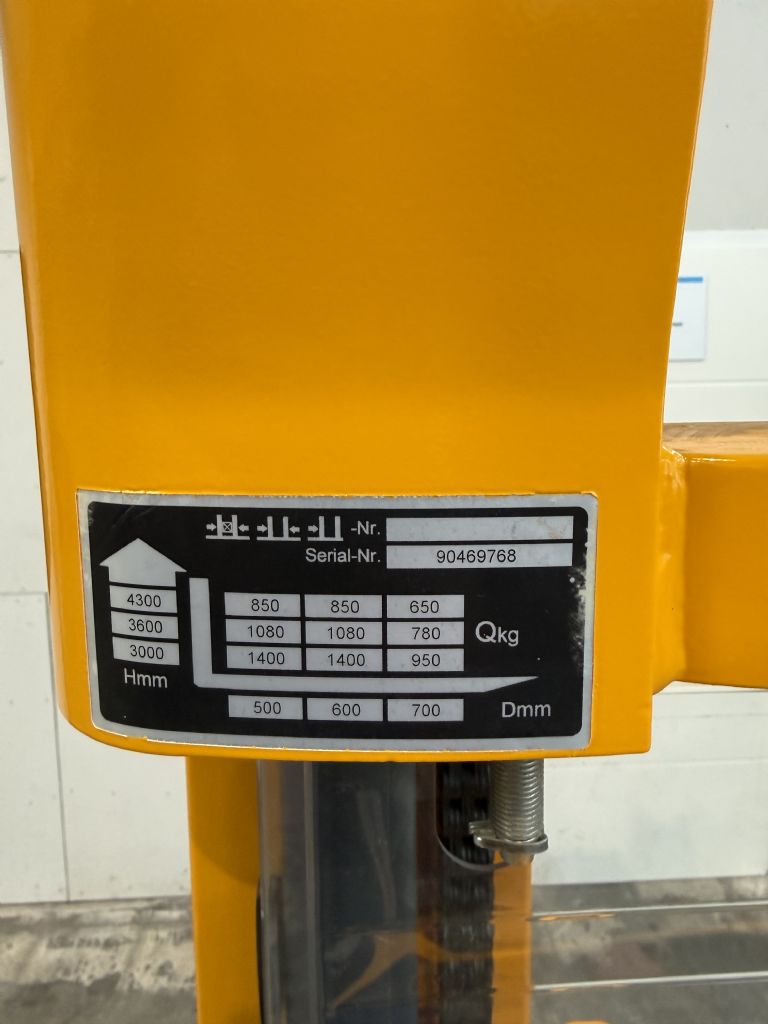 -Nr.
Serial-Nr. 90469768
4300 850 850 650
3600 1080 1080 780 Qkg
3000 1400 1400 950
Hmm
500 600 700 Dmm